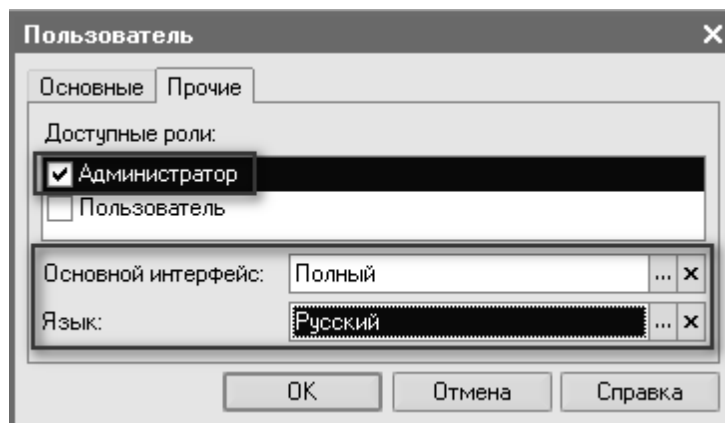 Пользователь
Основные Прочие
Доступные роли:
Администратор
Пользователь
Основной интерфейс: Полный ...
Язык: Русский ...
OK Отмена Справка